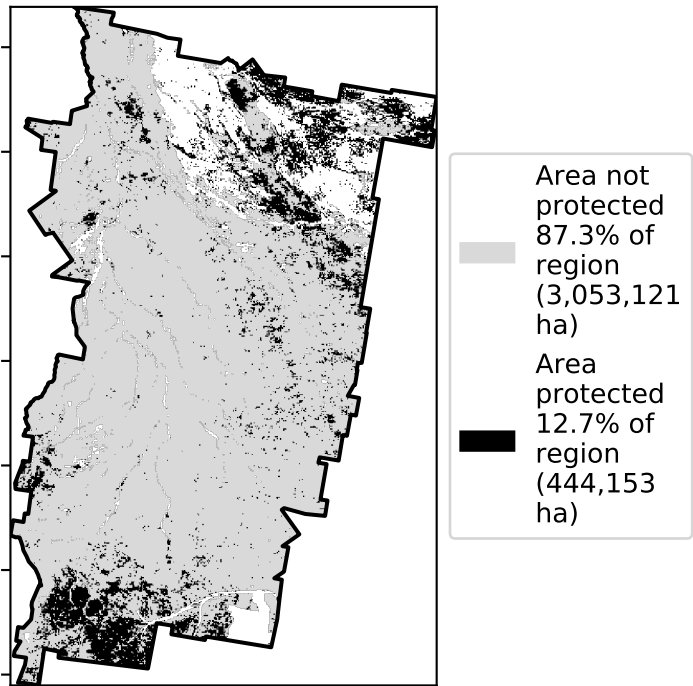 Area not
protected
87.3% of
region
(3,053,121
ha)
Area
protected
12.7% of
region
(444,153
ha)